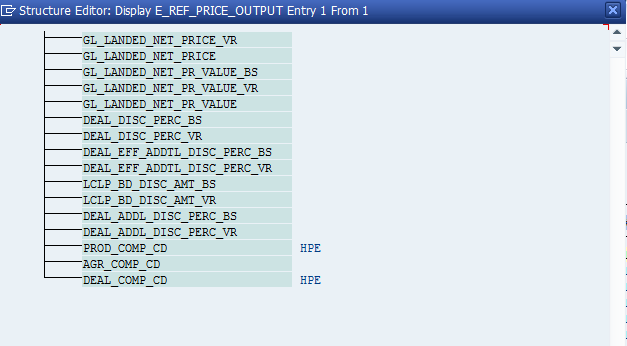 Structure Editor: Display E_REF_PRICE_OUTPUT Entry 1 From 1
GL_LANDED_NET_PRICE_VR
GL_LANDED_NET_PRICE
GL_LANDED_NET_PR_VALUE_BS
GL_LANDED_NET_PR_VALUE_VR
GL_LANDED_NET_PR_VALUE
DEAL_DISC_PERC_BS
DEAL_DISC_PERC_VR
DEAL_EFF_ADDTL_DISC_PERC_BS
DEAL_EFF_ADDTL_DISC_PERC_VR
LCLP_BD_DISC_AMT_BS
LCLP_BD_DISC_AMT_VR
DEAL_ADDL_DISC_PERC_BS
DEAL_ADDL_DISC_PERC_VR
PROD_COMP_CD HPE
AGR_COMP_CD
DEAL_COMP_CD HPE